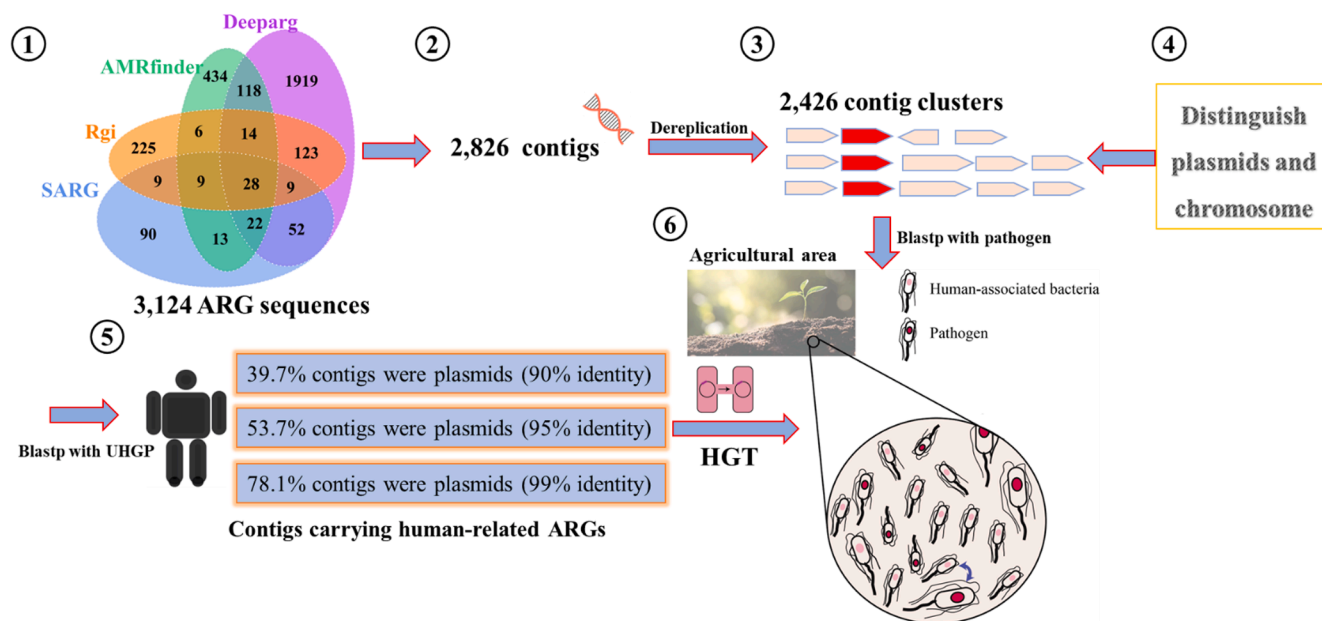 ①
Deeparg
AMRfinder
434
118
1919
Rgi
6
14
225
123
9
9
28
9
SARG
90
13
22
52
3,124 ARG sequences
②
2,826 contigs
Dereplication
③
2,426 contig clusters
④
Distinguish
plasmids and
chromosome
Blastp with pathogen
Human-associated bacteria
Pathogen
⑤
Blastp with UHGP
39.7% contigs were plasmids (90% identity)
53.7% contigs were plasmids (95% identity)
78.1% contigs were plasmids (99% identity)
Contigs carrying human-related ARGs
HGT
⑥
Agricultural area